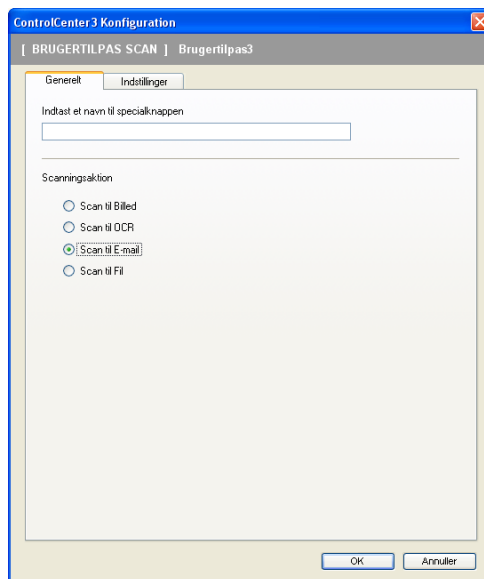 ControlCenter3 Konfiguration
[ BRUGERTILPAS SCAN ] Brugertilpas3
Generelt Indstillinger
Indtast et navn til specialknappen
Scanningsaktion
Scan til Billed
Scan til OCR
Scan til E-mail
Scan til Fil
OK Annuller